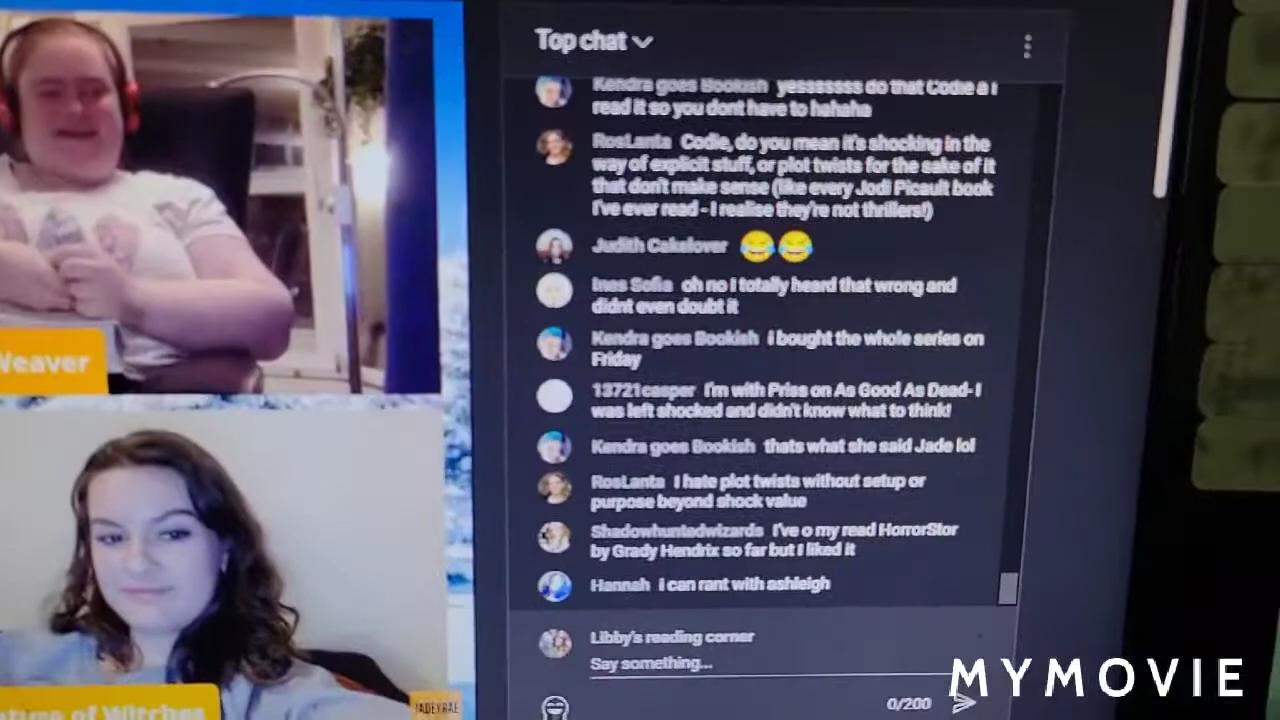 Top chat
Kendra goes Bookish yesssssss do that Codie a I
read it so you dont have to hahaha
RosLanta Codie, do you mean it's shocking in the
way of explicit stuff, or plot twists for the sake of it
that don't make sense (like every Jodi Picault book
I've ever read - I realise they're not thrillers!)
Judith Cakelover 😂😂
Ines Sofia oh no I totally heard that wrong and
didnt even doubt it
Kendra goes Bookish I bought the whole series on
Friday
13721casper I'm with Priss on As Good As Dead- I
was left shocked and didn't know what to think!
Kendra goes Bookish thats what she said Jade lol
RosLanta I hate plot twists without setup or
purpose beyond shock value
Shadowhuntedwizards I've o my read HorrorStor
by Grady Hendrix so far but I liked it
Hannah i can rant with ashleigh
Libby's reading corner
Say something...
0/200
Weaver
of Witches
JADEYRAE
MYMOVIE